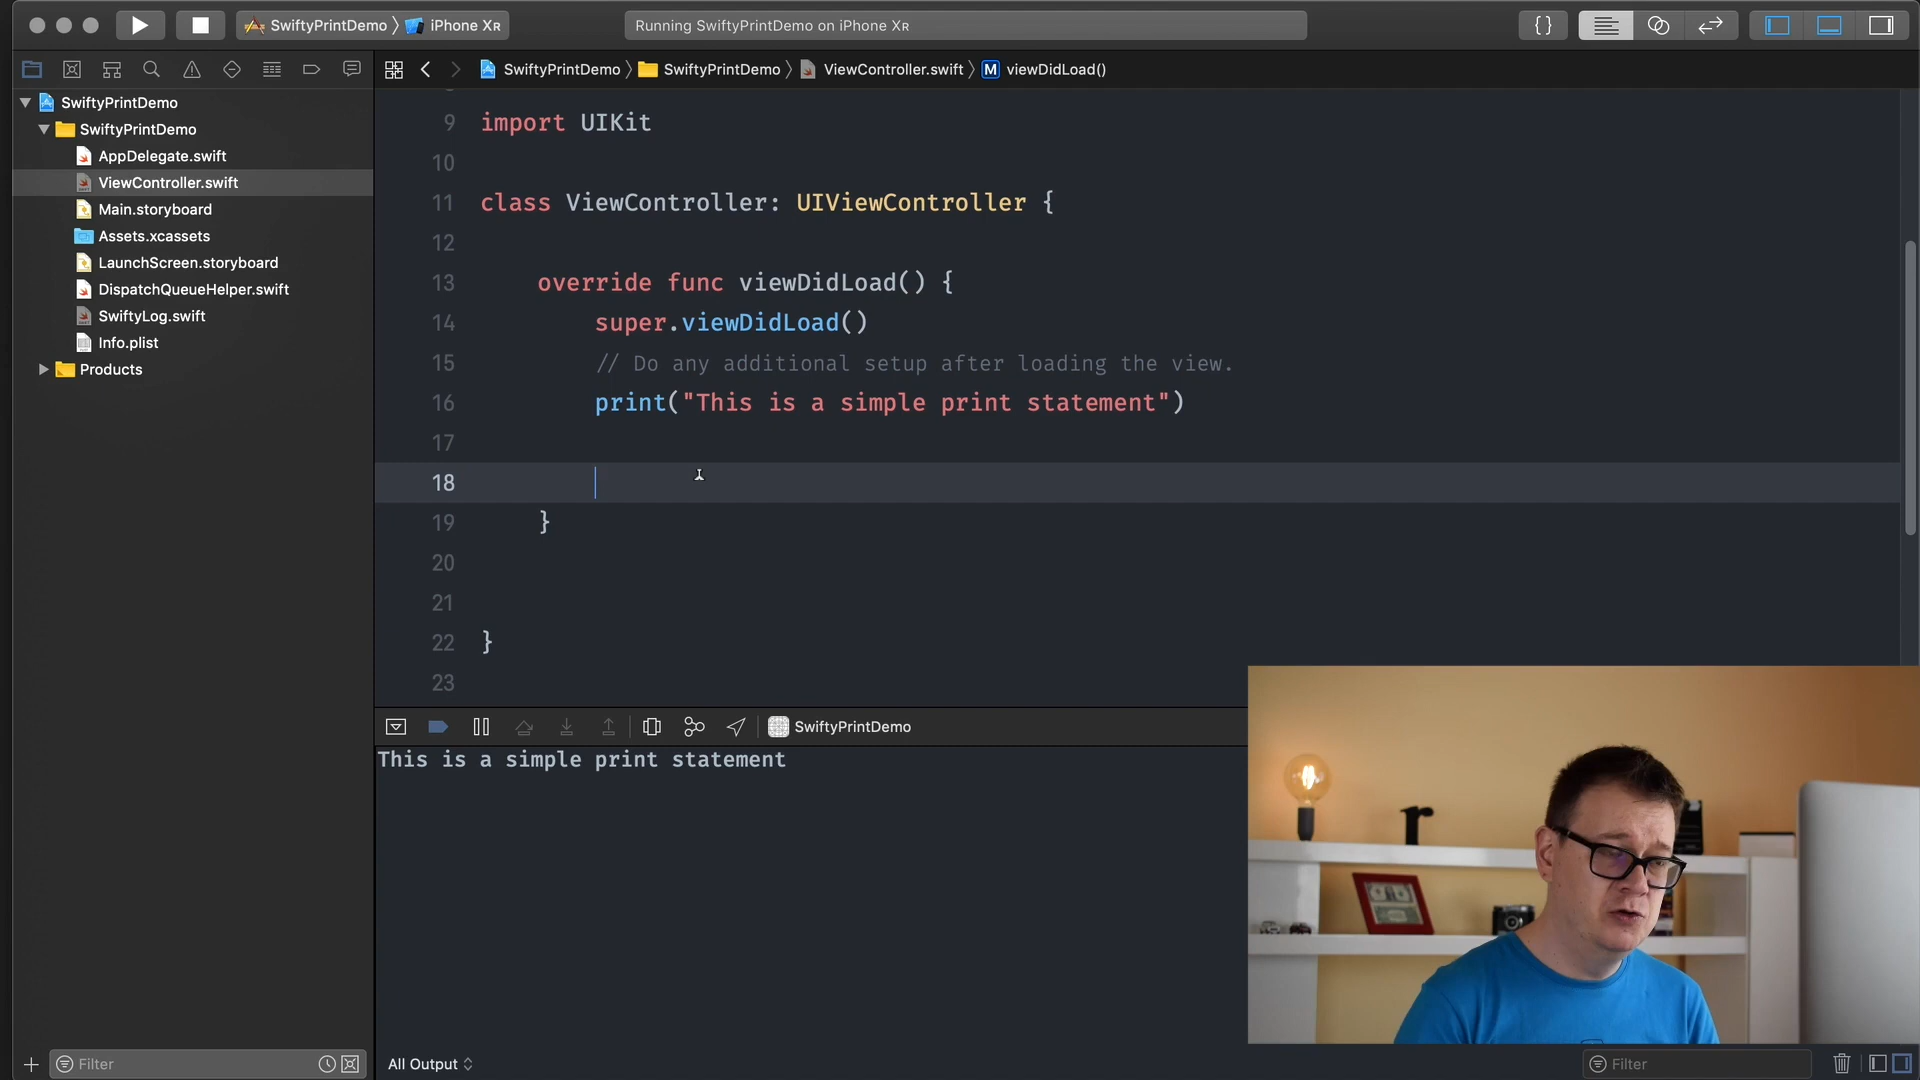 SwiftyPrintDemo 〉 iPhone XR
Running SwiftyPrintDemo on iPhone XR
{}
SwiftyPrintDemo 〉 SwiftyPrintDemo 〉 ViewController.swift 〉 M viewDidLoad()
SwiftyPrintDemo
SwiftyPrintDemo
AppDelegate.swift
ViewController.swift
Main.storyboard
Assets.xcassets
LaunchScreen.storyboard
DispatchQueueHelper.swift
SwiftyLog.swift
Info.plist
Products
9 import UIKit
10
11 class ViewController: UIViewController {
12
13 override func viewDidLoad() {
14 super.viewDidLoad()
15 // Do any additional setup after loading the view.
16 print("This is a simple print statement")
17
18
19 }
20
21
22 }
23
SwiftyPrintDemo
This is a simple print statement
Filter
All Output
Filter